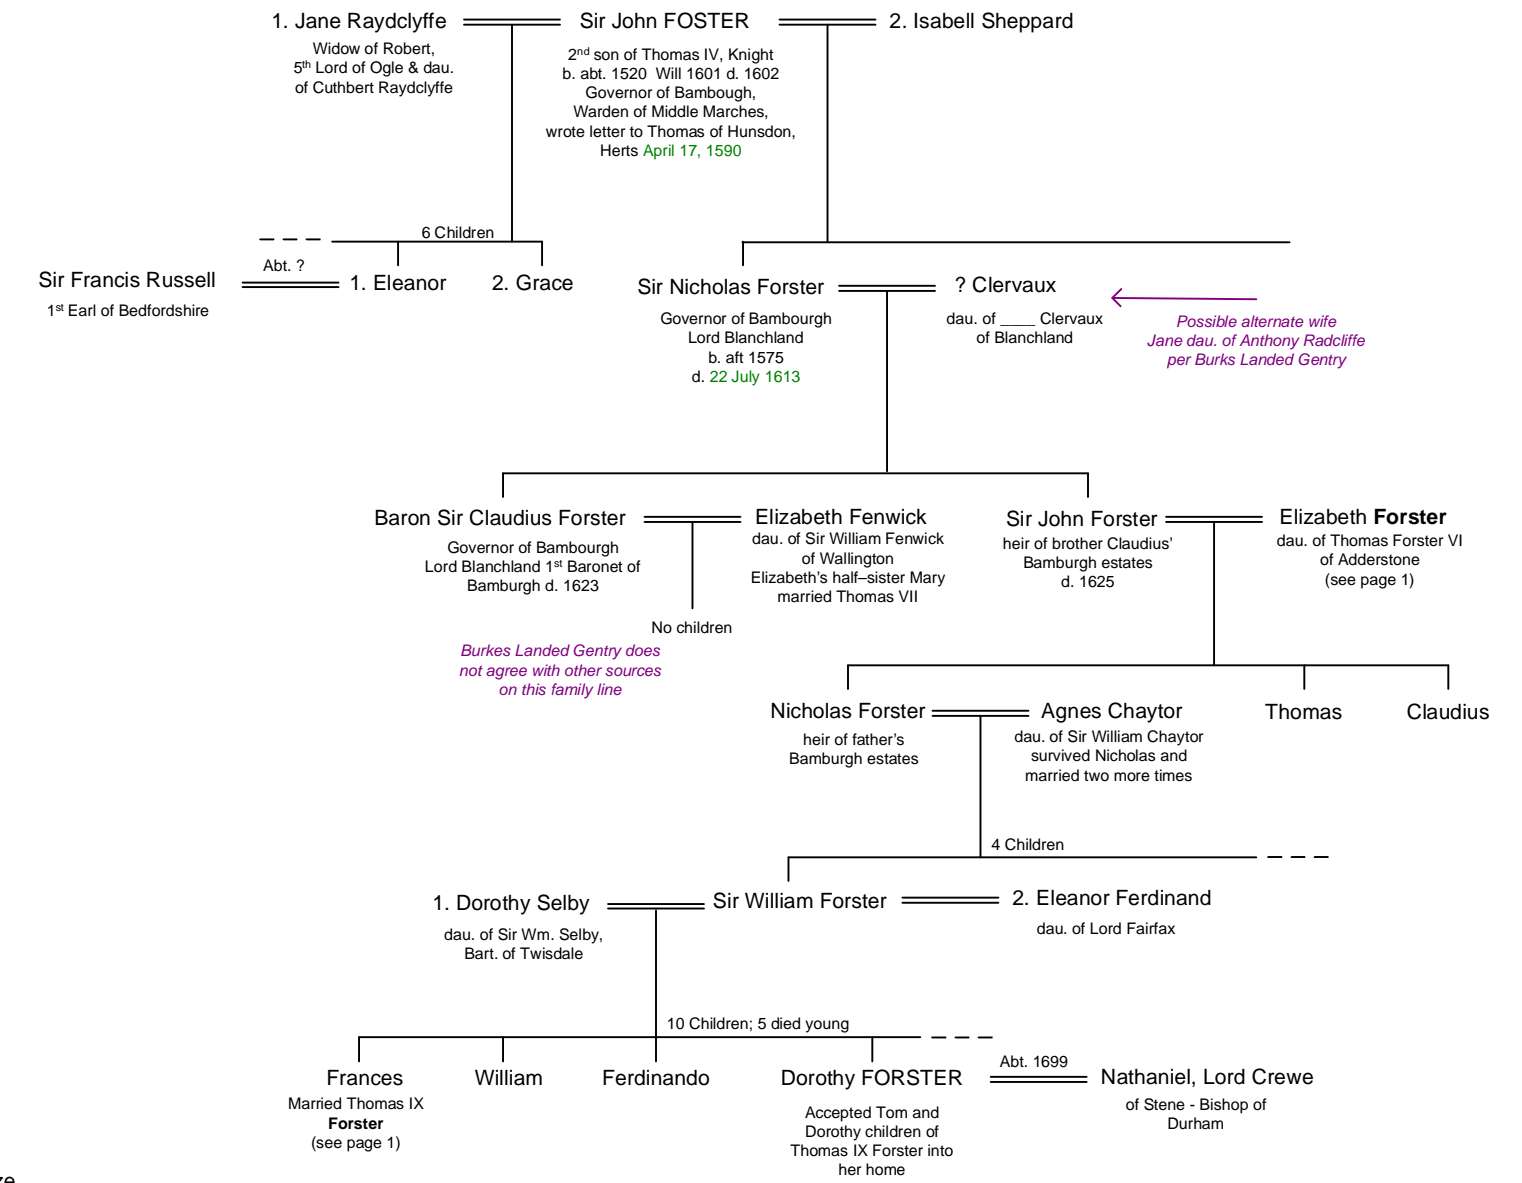 1. Jane Raydclyffe
Widow of Robert,
5th Lord of Ogle & dau.
of Cuthbert Raydclyffe
Sir John FOSTER
2nd son of Thomas IV, Knight
b. abt. 1520 Will 1601 d. 1602
Governor of Bambough,
Warden of Middle Marches,
wrote letter to Thomas of Hunsdon,
Herts April 17, 1590
2. Isabell Sheppard
6 Children
Sir Francis Russell
1st Earl of Bedfordshire
Abt. ?
1. Eleanor
2. Grace
Sir Nicholas Forster
Governor of Bambourgh
Lord Blanchland
b. aft 1575
d. 22 July 1613
? Clervaux
dau. of ____ Clervaux
of Blanchland
Possible alternate wife
Jane dau. of Anthony Radcliffe
per Burks Landed Gentry
Baron Sir Claudius Forster
Governor of Bambourgh
Lord Blanchland 1st Baronet of
Bamburgh d. 1623
Elizabeth Fenwick
dau. of Sir William Fenwick
of Wallington
Elizabeth's half–sister Mary
married Thomas VII
No children
Burkes Landed Gentry does
not agree with other sources
on this family line
Sir John Forster
heir of brother Claudius'
Bamburgh estates
d. 1625
Elizabeth Forster
dau. of Thomas Forster VI
of Adderstone
(see page 1)
Nicholas Forster
heir of father's
Bamburgh estates
Agnes Chaytor
dau. of Sir William Chaytor
survived Nicholas and
married two more times
Thomas
Claudius
4 Children
1. Dorothy Selby
dau. of Sir Wm. Selby,
Bart. of Twisdale
Sir William Forster
2. Eleanor Ferdinand
dau. of Lord Fairfax
10 Children; 5 died young
Frances
Married Thomas IX
Forster
(see page 1)
William
Ferdinando
Dorothy FORSTER
Accepted Tom and
Dorothy children of
Thomas IX Forster into
her home
Abt. 1699
Nathaniel, Lord Crewe
of Stene - Bishop of
Durham